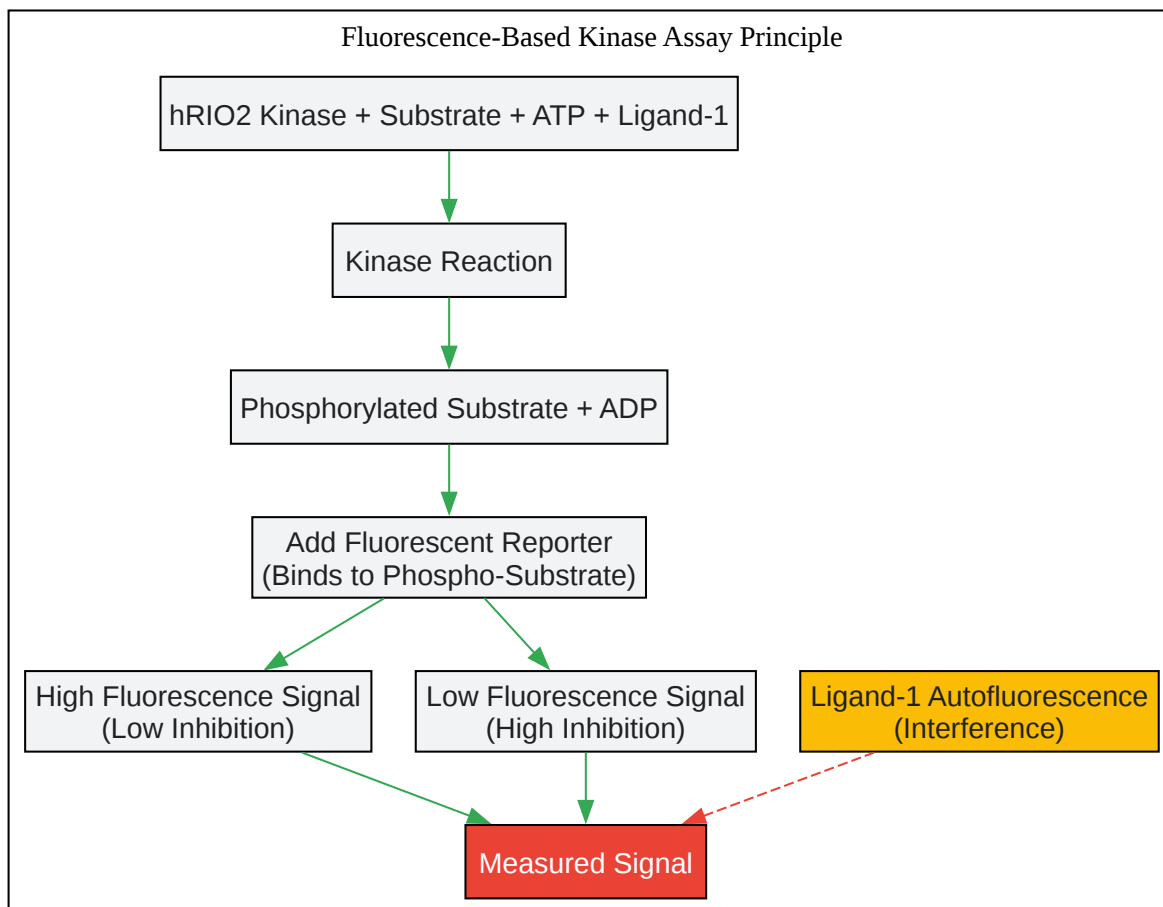 Fluorescence-Based Kinase Assay Principle
hRIO2 Kinase + Substrate + ATP + Ligand-1
Kinase Reaction
Phosphorylated Substrate + ADP
Add Fluorescent Reporter
(Binds to Phospho-Substrate)
High Fluorescence Signal
(Low Inhibition)
Low Fluorescence Signal
(High Inhibition)
Ligand-1 Autofluorescence
(Interference)
Measured Signal